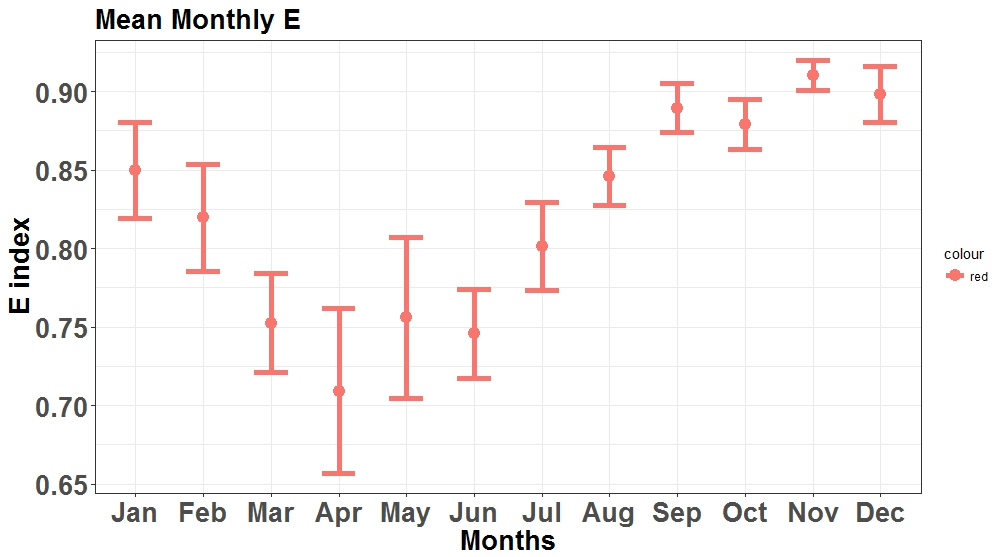 Mean Monthly E
E index
0.90
0.85
0.80
0.75
0.70
0.65
Jan Feb Mar Apr May Jun Jul Aug Sep Oct Nov Dec
Months
colour
red